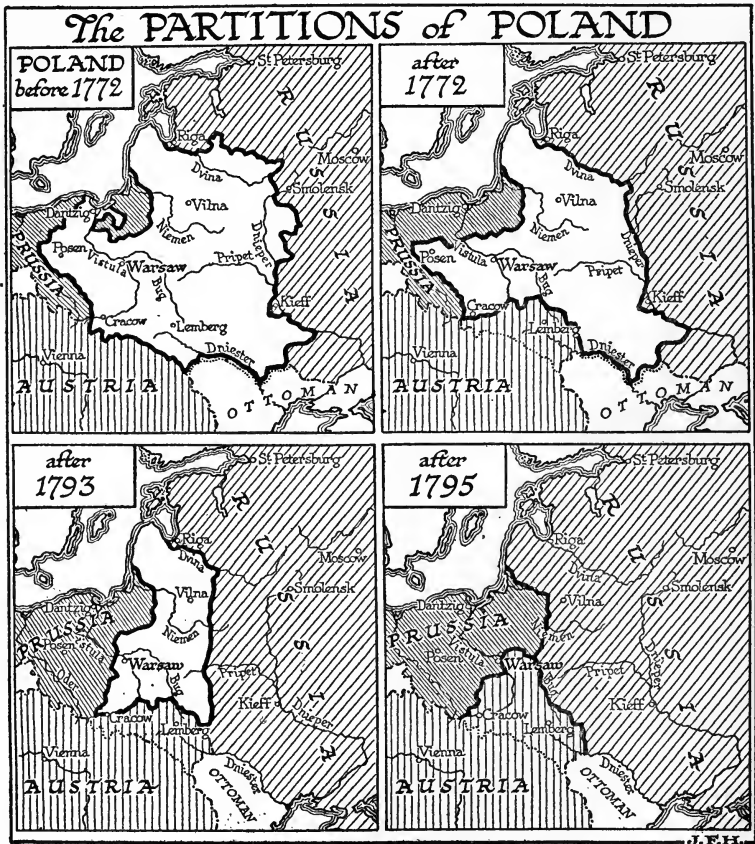 The PARTITIONS of POLAND
POLAND
before 1772
St. Petersburg
RUSSIA
Riga
Moscow
Dvina
Smolensk
Vilna
Dantzig
Niemen
Dnieper
PRUSSIA
Posen
Vistula
Warsaw
Pripet
Bug
Kieff
Cracow
Lemberg
Vienna
Dniester
AUSTRIA
OTTOMAN
after
1772
St. Petersburg
RUSSIA
Riga
Moscow
Dvina
Smolensk
Vilna
Dantzig
Niemen
Dnieper
PRUSSIA
Posen
Vistula
Warsaw
Pripet
Bug
Kieff
Cracow
Lemberg
Vienna
Dniester
AUSTRIA
OTTOMAN
after
1793
St. Petersburg
RUSSIA
Riga
Moscow
Dvina
Smolensk
Vilna
Dantzig
PRUSSIA
Niemen
Posen
Vistula
Warsaw
Oder
Bug
Pripet
Kieff
Dnieper
Cracow
Lemberg
Vienna
Dniester
AUSTRIA
OTTOMAN
after
1795
St. Petersburg
RUSSIA
Riga
Moscow
Dvina
Smolensk
Vilna
Dantzig
PRUSSIA
Niemen
Posen
Vistula
Warsaw
Dnieper
Bug
Pripet
Kieff
Cracow
Lemberg
Vienna
Dniester
AUSTRIA
OTTOMAN
J.F.H.